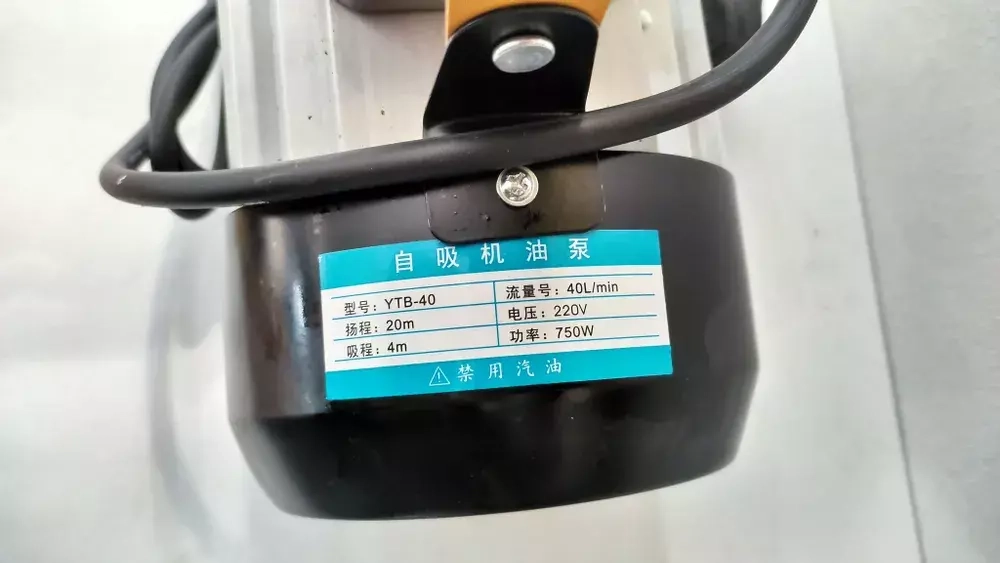 自吸机油泵
型号：YTB-40 流量号：40L/min
扬程：20m 电压：220V
吸程：4m 功率：750W
⚠禁用汽油